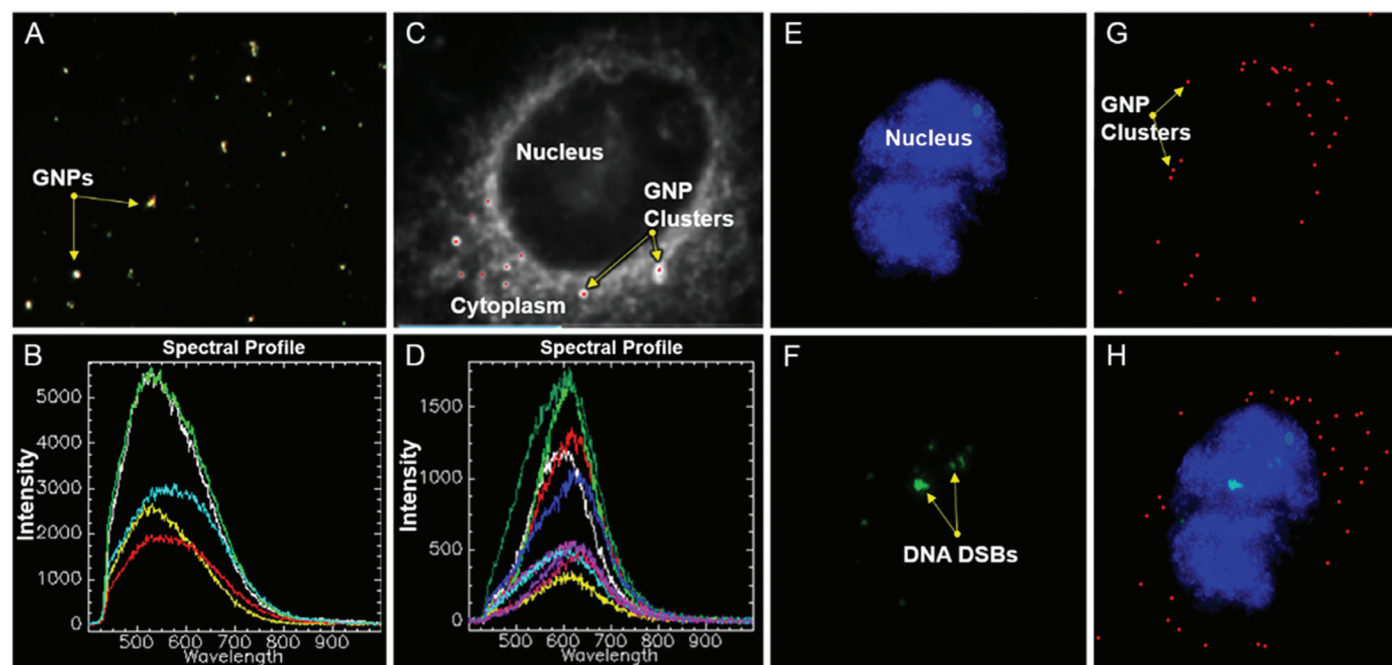 A
GNPs
B
Spectral Profile
Intensity
5000
4000
3000
2000
1000
0
500 600 700 800 900
Wavelength
C
Nucleus
GNP
Clusters
Cytoplasm
D
Spectral Profile
Intensity
1500
1000
500
0
500 600 700 800 900
Wavelength
E
Nucleus
F
DNA DSBs
G
GNP
Clusters
H